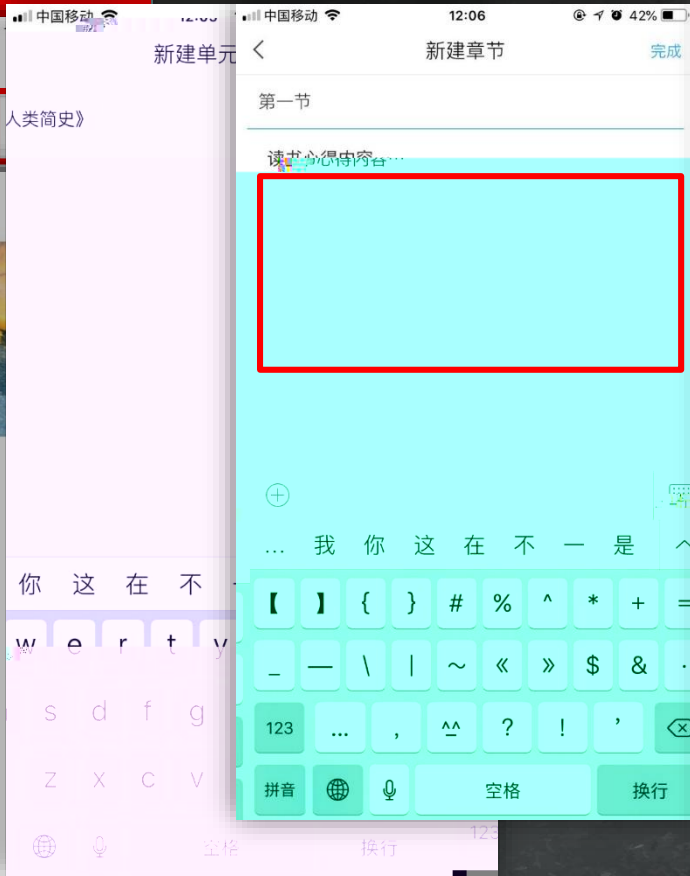 中国移动
新建单元
人类简史》
你 这 在 不
w e r t y
s d f g
z x c v
空格 换行 123
中国移动 12:06 42%
新建章节 完成
第一节
读书心得内容…
… 我 你 这 在 不 一 是
【 】 { } # % ^ * + =
_ — \ | ~ 《 》 $ & ·
123 … , ^^ ? ! ’
拼音 空格 换行